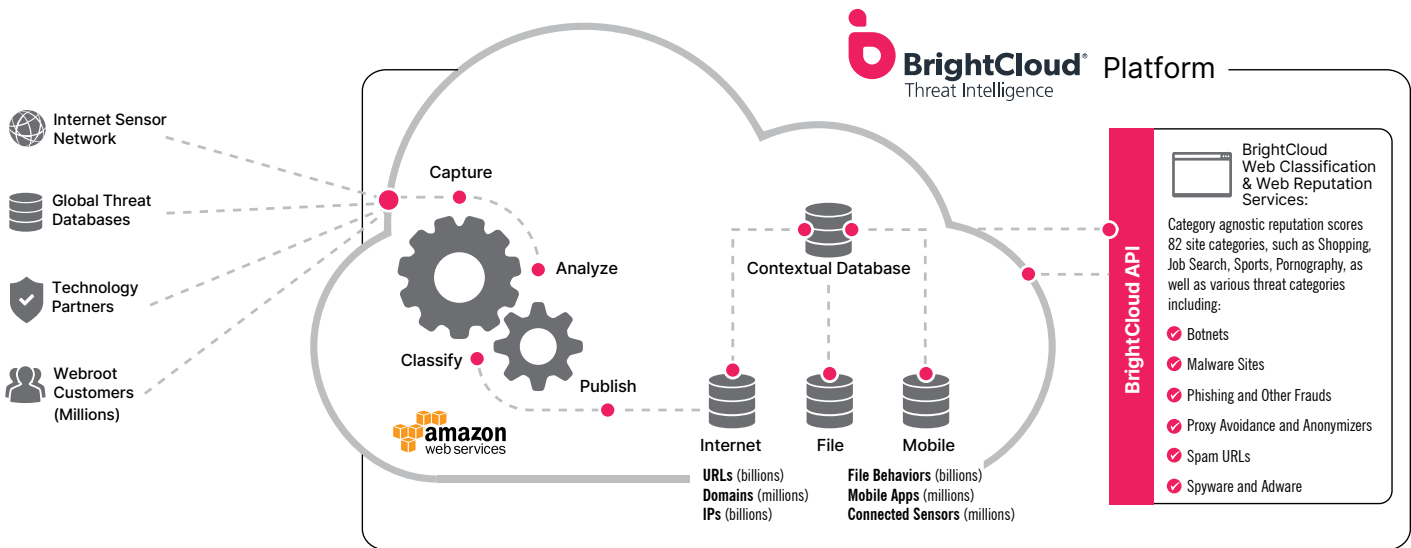 BrightCloud® Platform
Threat Intelligence
Internet Sensor
Network
Global Threat
Databases
Technology
Partners
Webroot
Customers
(Millions)
Capture
Analyze
Classify
Publish
amazon
web services
Contextual Database
Internet
File
Mobile
URLs (billions)
Domains (millions)
IPs (billions)
File Behaviors (billions)
Mobile Apps (millions)
Connected Sensors (millions)
BrightCloud API
BrightCloud
Web Classification
& Web Reputation
Services:
Category agnostic reputation scores
82 site categories, such as Shopping,
Job Search, Sports, Pornography, as
well as various threat categories
including:
Botnets
Malware Sites
Phishing and Other Frauds
Proxy Avoidance and Anonymizers
Spam URLs
Spyware and Adware